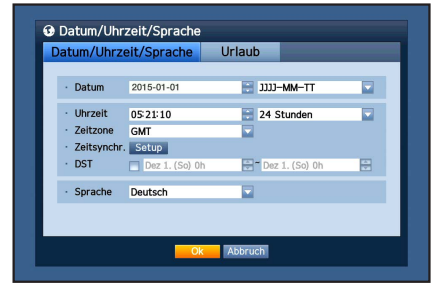 Datum/Uhrzeit/Sprache
Datum/Uhrzeit/Sprache Urlaub
· Datum 2015-01-01 JJJJ-MM-TT
· Uhrzeit 05:21:10 24 Stunden
· Zeitzone GMT
· Zeitsynchr. Setup
· DST Dez 1, (So) 0h – Dez 1, (So) 0h
· Sprache Deutsch
Ok Abbruch